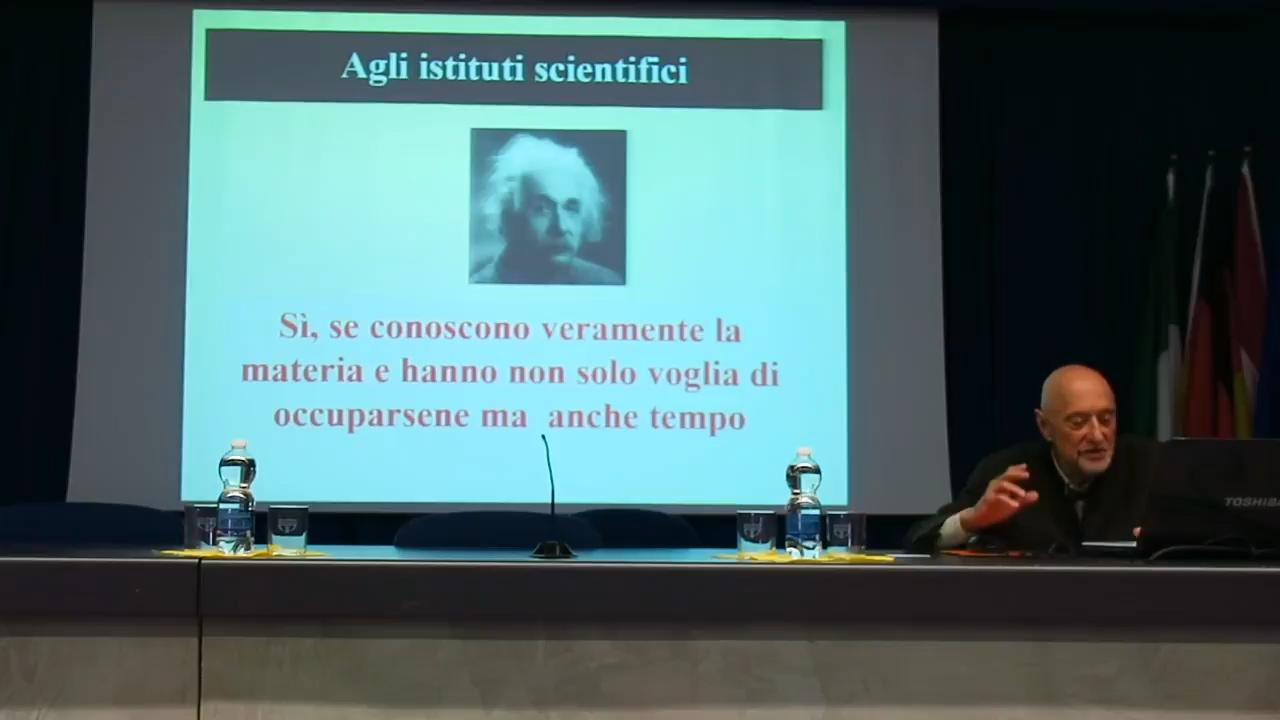 Agli istituti scientifici
Sì, se conoscono veramente la
materia e hanno non solo voglia di
occuparsene ma anche tempo
TOSHIBA